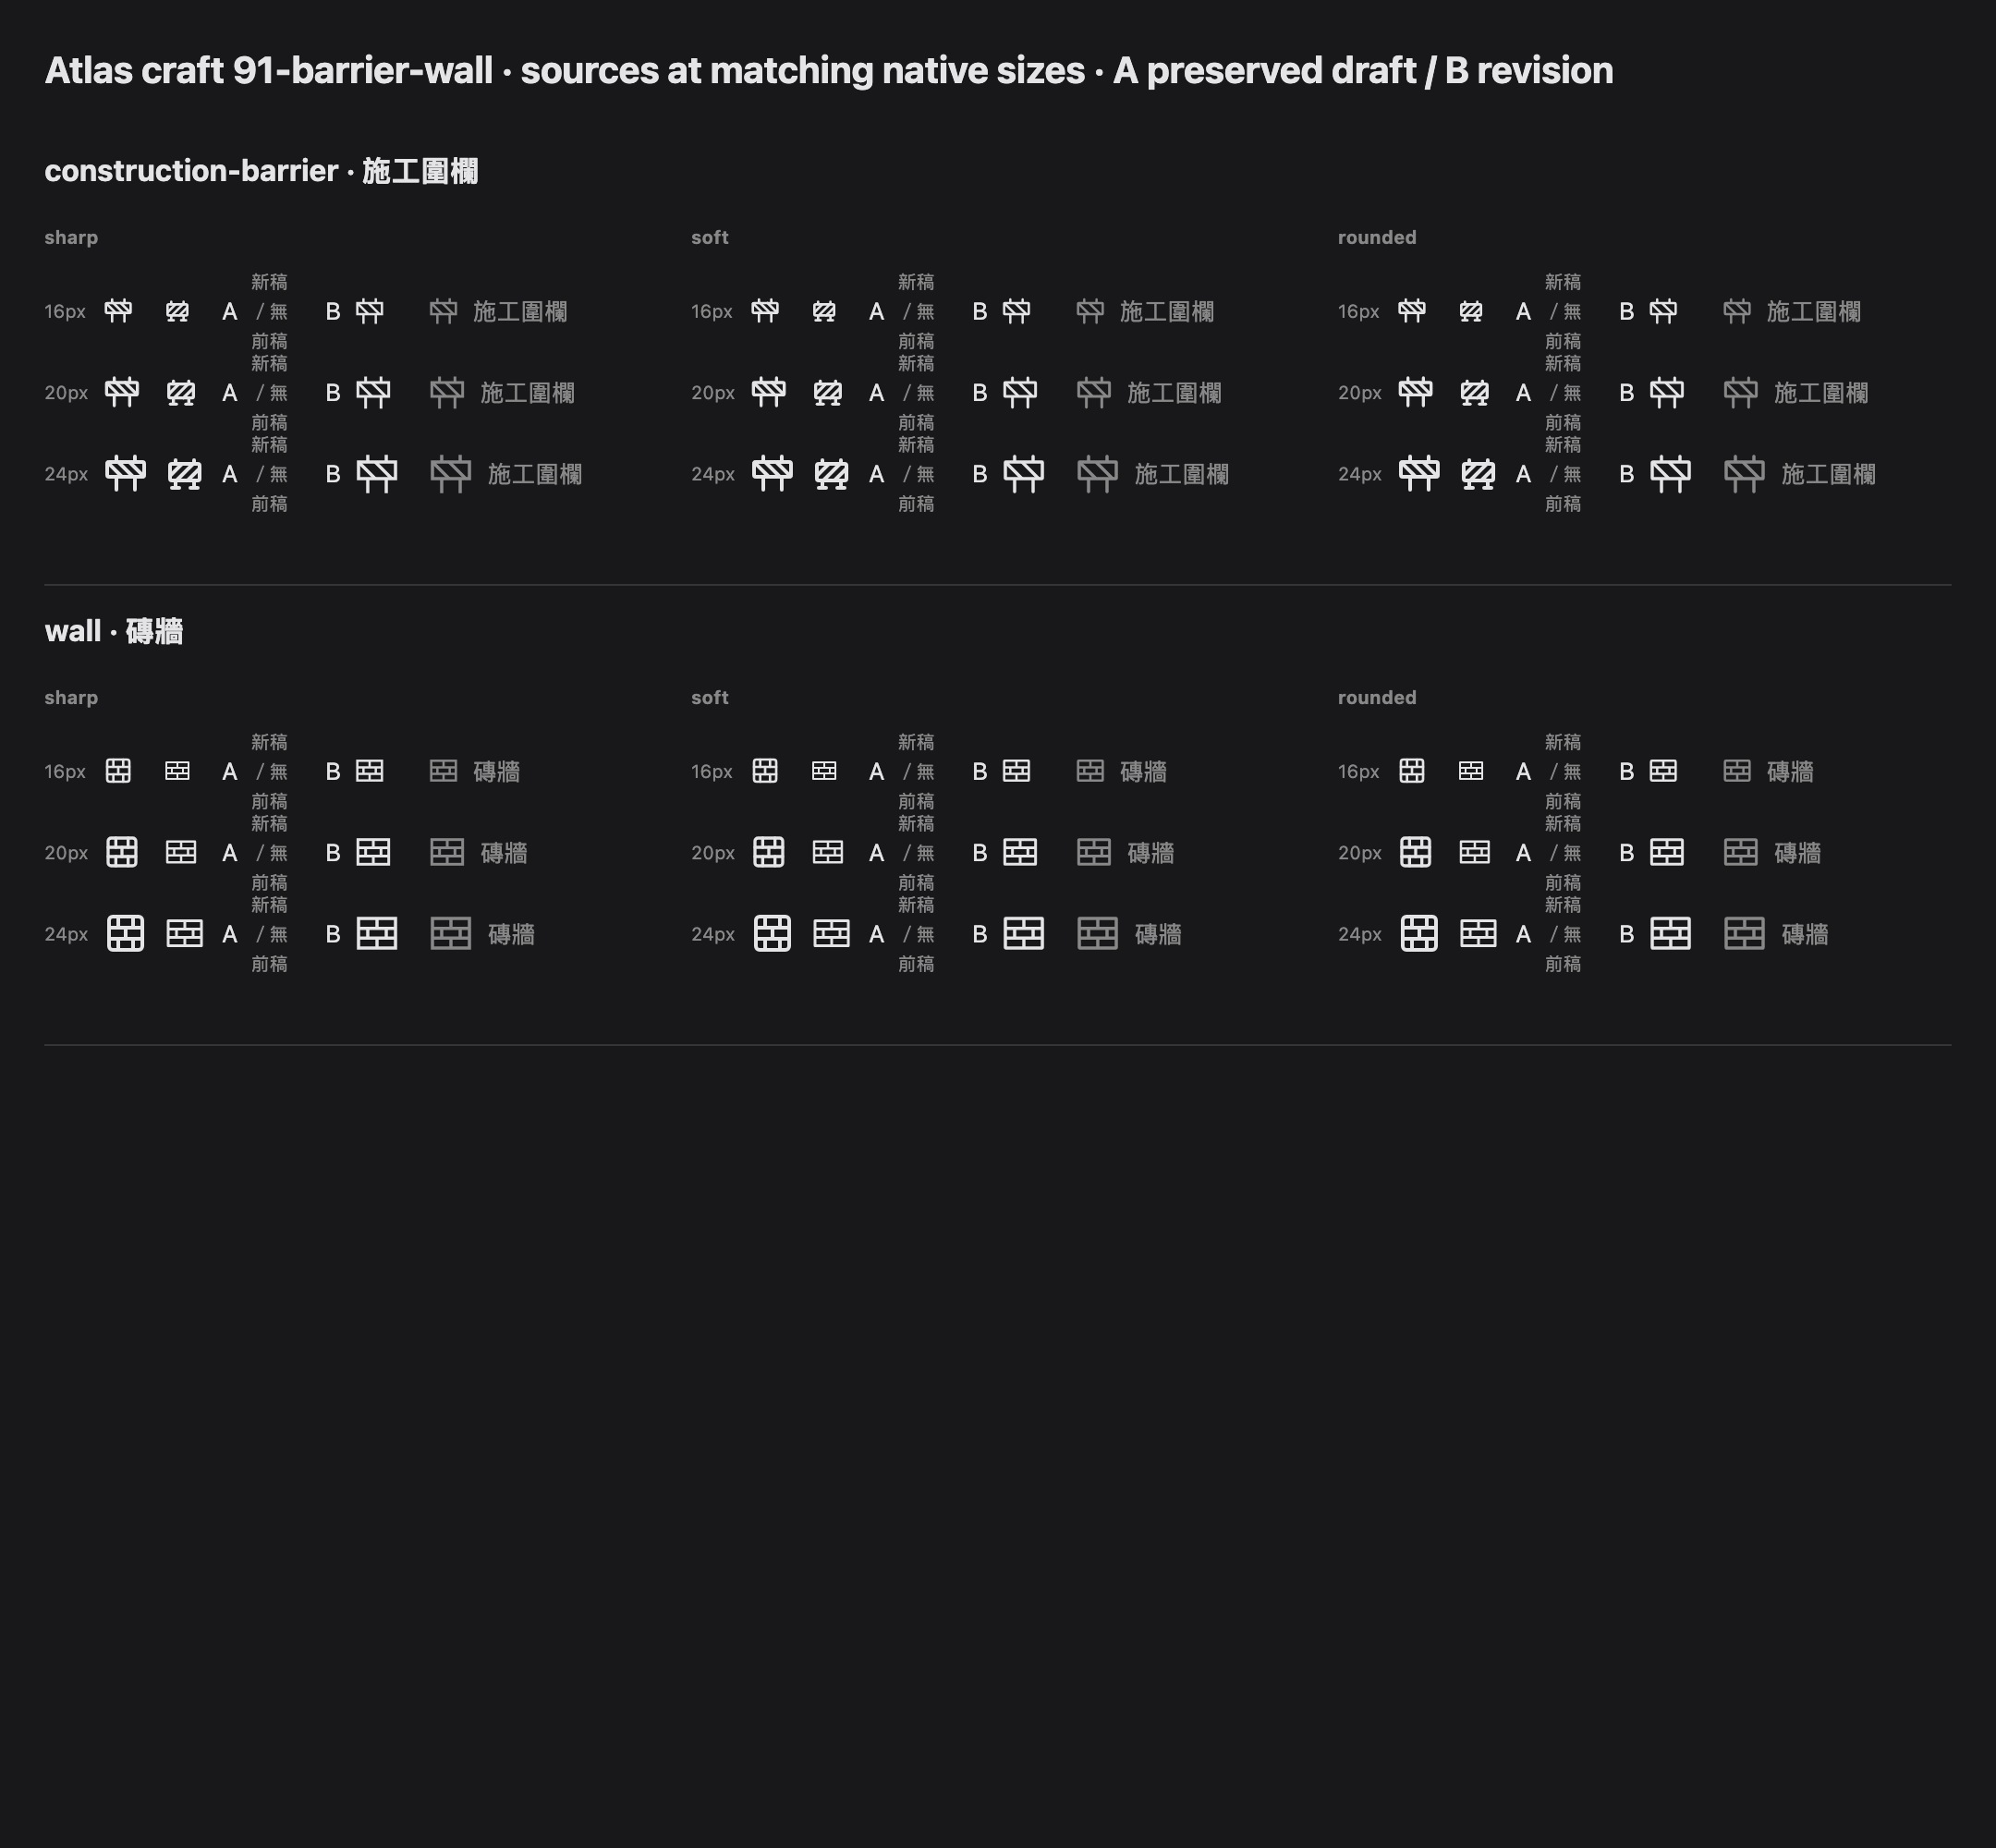 Atlas craft 91-barrier-wall · sources at matching native sizes · A preserved draft / B revision
construction-barrier · 施工圍欄
sharp
16px A 新稿 / 無前稿 B 施工圍欄
20px A 新稿 / 無前稿 B 施工圍欄
24px A 新稿 / 無前稿 B 施工圍欄
soft
16px A 新稿 / 無前稿 B 施工圍欄
20px A 新稿 / 無前稿 B 施工圍欄
24px A 新稿 / 無前稿 B 施工圍欄
rounded
16px A 新稿 / 無前稿 B 施工圍欄
20px A 新稿 / 無前稿 B 施工圍欄
24px A 新稿 / 無前稿 B 施工圍欄
wall · 磚牆
sharp
16px A 新稿 / 無前稿 B 磚牆
20px A 新稿 / 無前稿 B 磚牆
24px A 新稿 / 無前稿 B 磚牆
soft
16px A 新稿 / 無前稿 B 磚牆
20px A 新稿 / 無前稿 B 磚牆
24px A 新稿 / 無前稿 B 磚牆
rounded
16px A 新稿 / 無前稿 B 磚牆
20px A 新稿 / 無前稿 B 磚牆
24px A 新稿 / 無前稿 B 磚牆